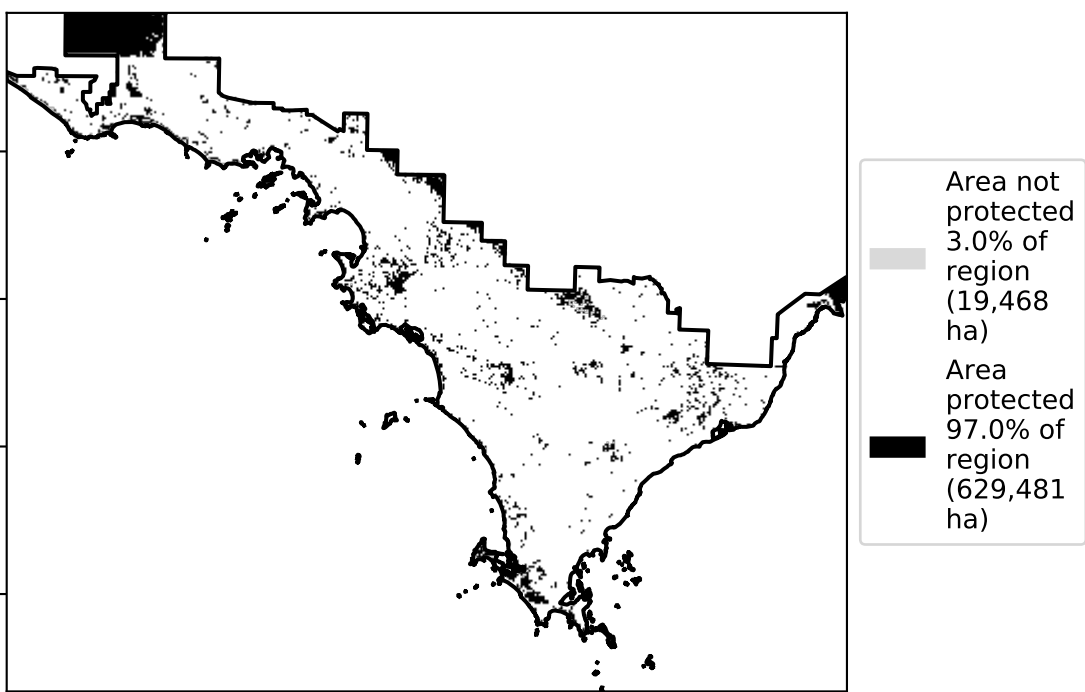 Area not
protected
3.0% of
region
(19,468
ha)
Area
protected
97.0% of
region
(629,481
ha)